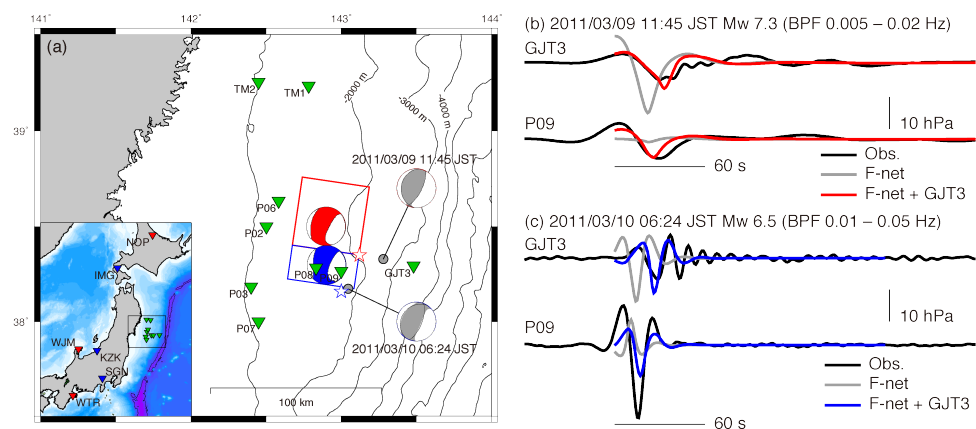 141°
142°
143°
144°
(a)
39°
38°
TM2
TM1
-2000 m
-3000 m
-4000 m
2011/03/09 11:45 JST
P06
P02
P08
P09
GJT3
P03
P07
2011/03/10 06:24 JST
100 km
NOP
IMG
WJM
KZK
SGN
WTR
(b) 2011/03/09 11:45 JST Mw 7.3 (BPF 0.005 – 0.02 Hz)
GJT3
P09
10 hPa
60 s
Obs.
F-net
F-net + GJT3
(c) 2011/03/10 06:24 JST Mw 6.5 (BPF 0.01 – 0.05 Hz)
GJT3
P09
10 hPa
60 s
Obs.
F-net
F-net + GJT3